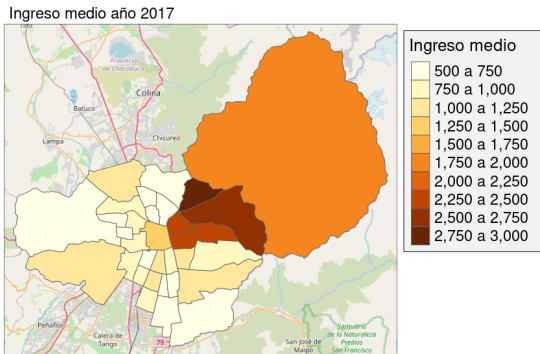 Ingreso medio año 2017
Ingreso medio
500 a 750
750 a 1,000
1,000 a 1,250
1,250 a 1,500
1,500 a 1,750
1,750 a 2,000
2,000 a 2,250
2,250 a 2,500
2,500 a 2,750
2,750 a 3,000
Provincia
de Chacabuco
Colina
Batuco
Lampa
Chicureo
Peñaflor
Calera de
Tango
79
San José de
Maipo
Santuario
de la Naturaleza
Predios
San Francisco